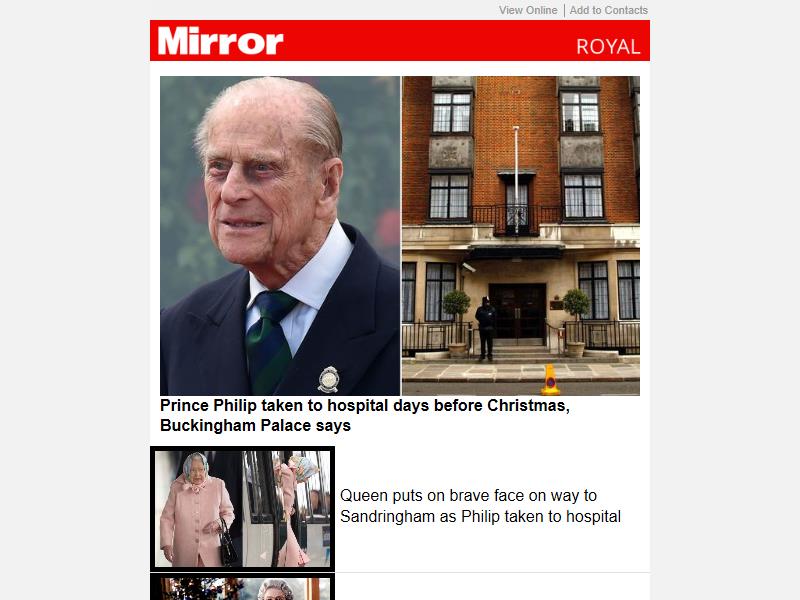 View Online | Add to Contacts
Mirror ROYAL
Prince Philip taken to hospital days before Christmas,
Buckingham Palace says
Queen puts on brave face on way to
Sandringham as Philip taken to hospital